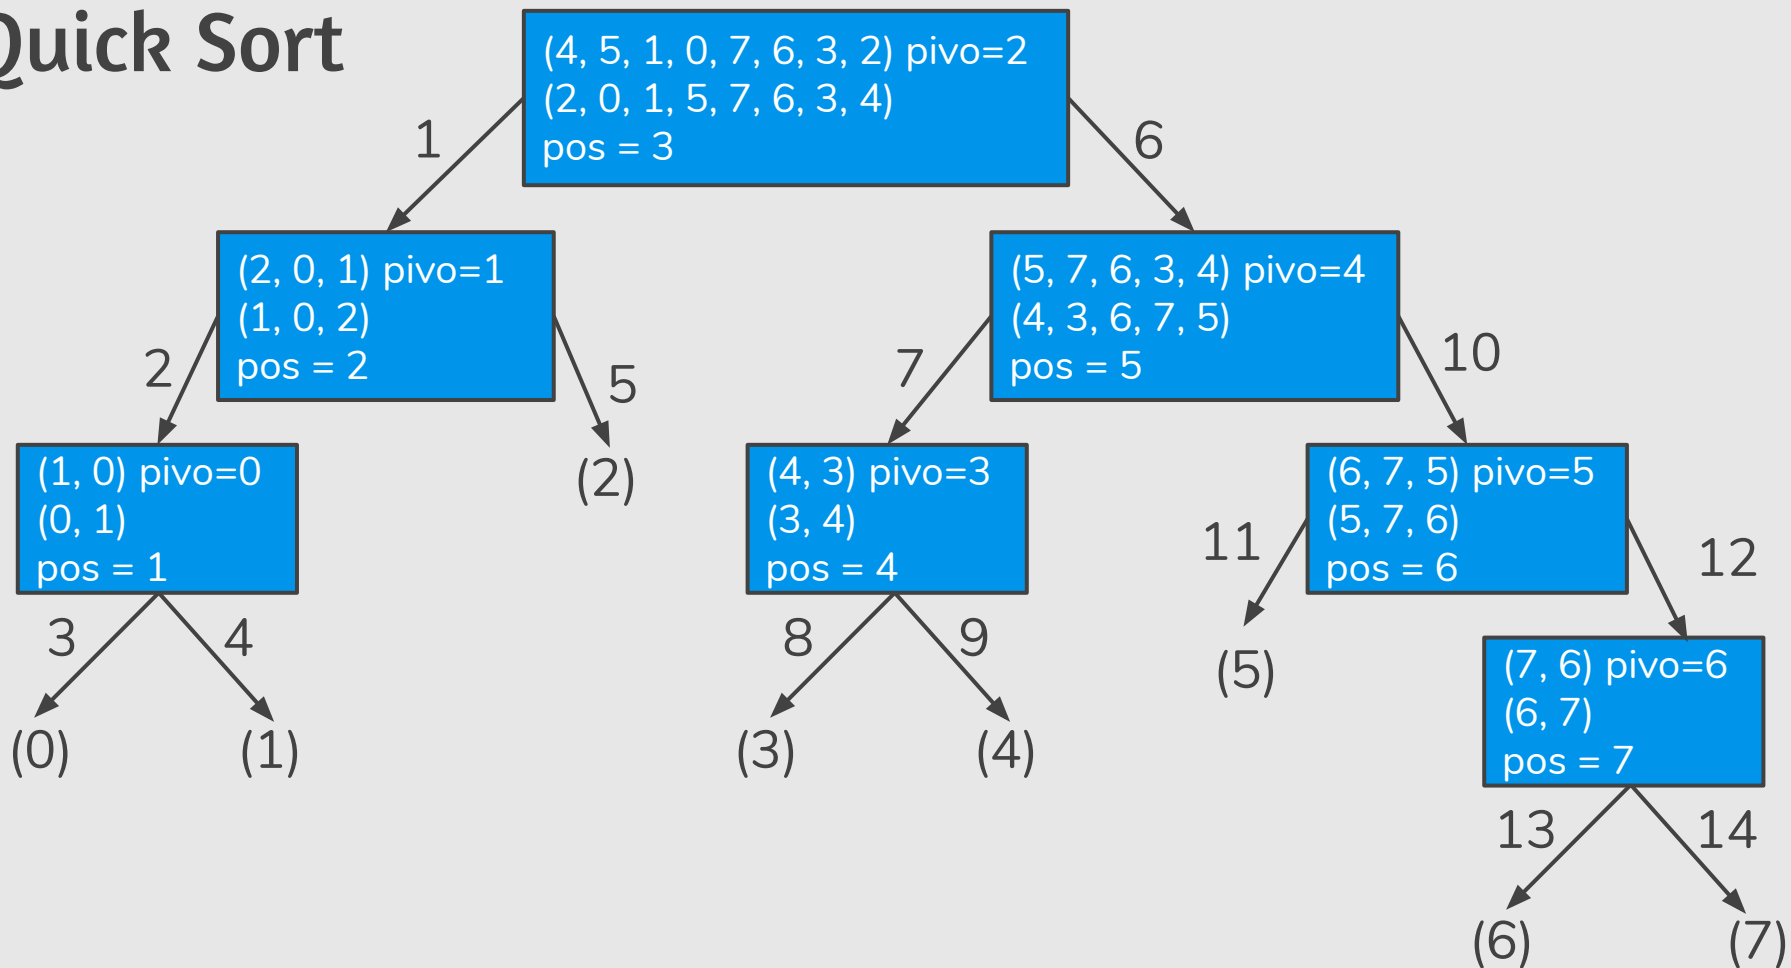 Quick Sort
(4, 5, 1, 0, 7, 6, 3, 2) pivo=2
(2, 0, 1, 5, 7, 6, 3, 4)
pos = 3
1
6
(2, 0, 1) pivo=1
(1, 0, 2)
pos = 2
(5, 7, 6, 3, 4) pivo=4
(4, 3, 6, 7, 5)
pos = 5
2
5
7
10
(1, 0) pivo=0
(0, 1)
pos = 1
(2)
(4, 3) pivo=3
(3, 4)
pos = 4
(6, 7, 5) pivo=5
(5, 7, 6)
pos = 6
3
4
8
9
11
12
(0)
(1)
(3)
(4)
(5)
(7, 6) pivo=6
(6, 7)
pos = 7
13
14
(6)
(7)